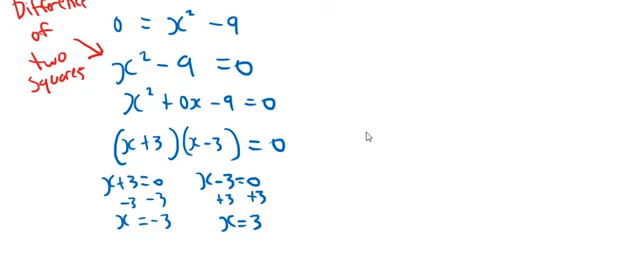 Difference
of
two
squares
0 = x² - 9
x² - 9 = 0
x² + 0x - 9 = 0
(x+3)(x-3) = 0
x+3=0 x-3=0
-3 -3 +3 +3
x = -3 x = 3